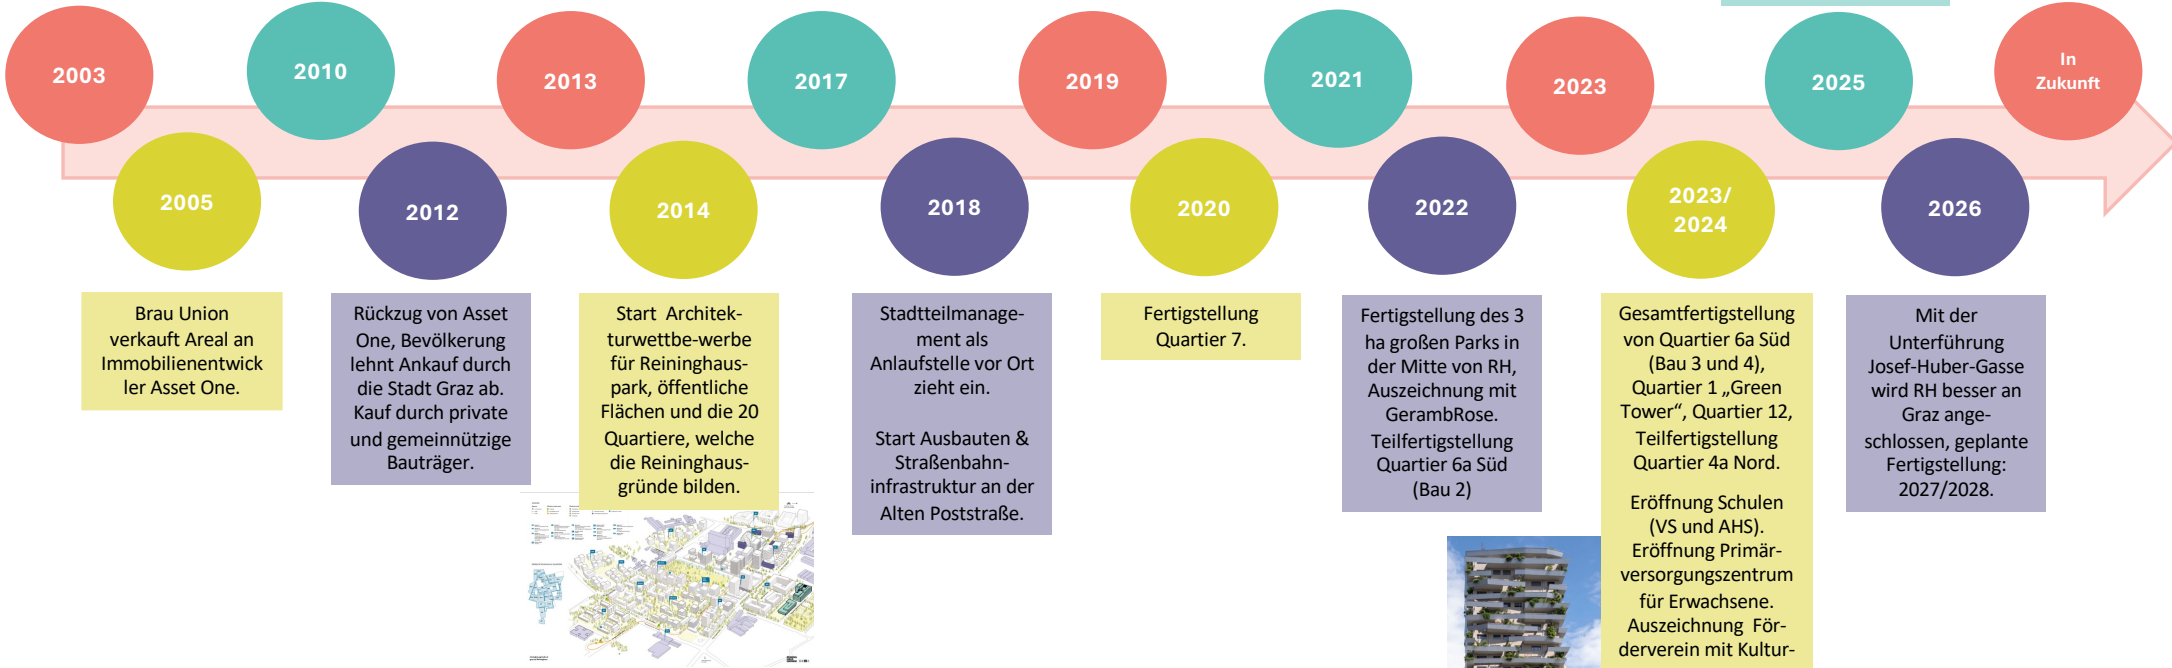 2003
2010
2013
2017
2019
2021
2023
2025
In
Zukunft
2005
2012
2014
2018
2020
2022
2023/
2024
2026
Brau Union
verkauft Areal an
Immobilienentwick
ler Asset One.
Rückzug von Asset
One, Bevölkerung
lehnt Ankauf durch
die Stadt Graz ab.
Kauf durch private
und gemeinnützige
Bauträger.
Start Architek-
turwettbe-werbe
für Reininghaus-
park, öffentliche
Flächen und die 20
Quartiere, welche
die Reininghaus-
gründe bilden.
Stadtteilmanage-
ment als
Anlaufstelle vor Ort
zieht ein.
Start Ausbauten &
Straßenbahn-
infrastruktur an der
Alten Poststraße.
Fertigstellung
Quartier 7.
Fertigstellung des 3
ha großen Parks in
der Mitte von RH,
Auszeichnung mit
GerambRose.
Teilfertigstellung
Quartier 6a Süd
(Bau 2)
Gesamtfertigstellung
von Quartier 6a Süd
(Bau 3 und 4),
Quartier 1 „Green
Tower“, Quartier 12,
Teilfertigstellung
Quartier 4a Nord.
Eröffnung Schulen
(VS und AHS).
Eröffnung Primär-
versorgungszentrum
für Erwachsene.
Auszeichnung För-
derverein mit Kultur-
Mit der
Unterführung
Josef-Huber-Gasse
wird RH besser an
Graz ange-
schlossen, geplante
Fertigstellung:
2027/2028.